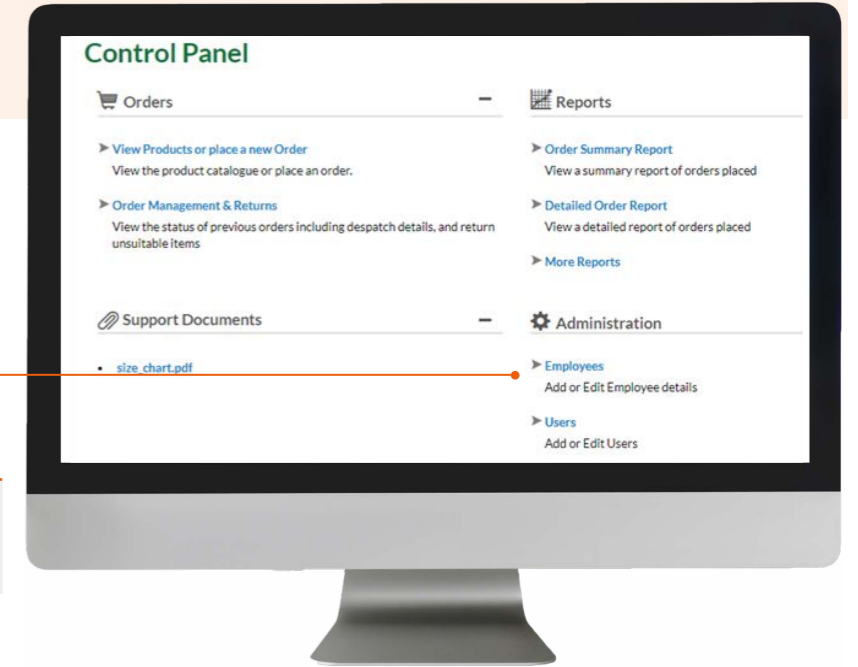 Control Panel
Orders
View Products or place a new Order
View the product catalogue or place an order.
Order Management & Returns
View the status of previous orders including despatch details, and return
unsuitable items
Reports
Order Summary Report
View a summary report of orders placed
Detailed Order Report
View a detailed report of orders placed
More Reports
Support Documents
size_chart.pdf
Administration
Employees
Add or Edit Employee details
Users
Add or Edit Users